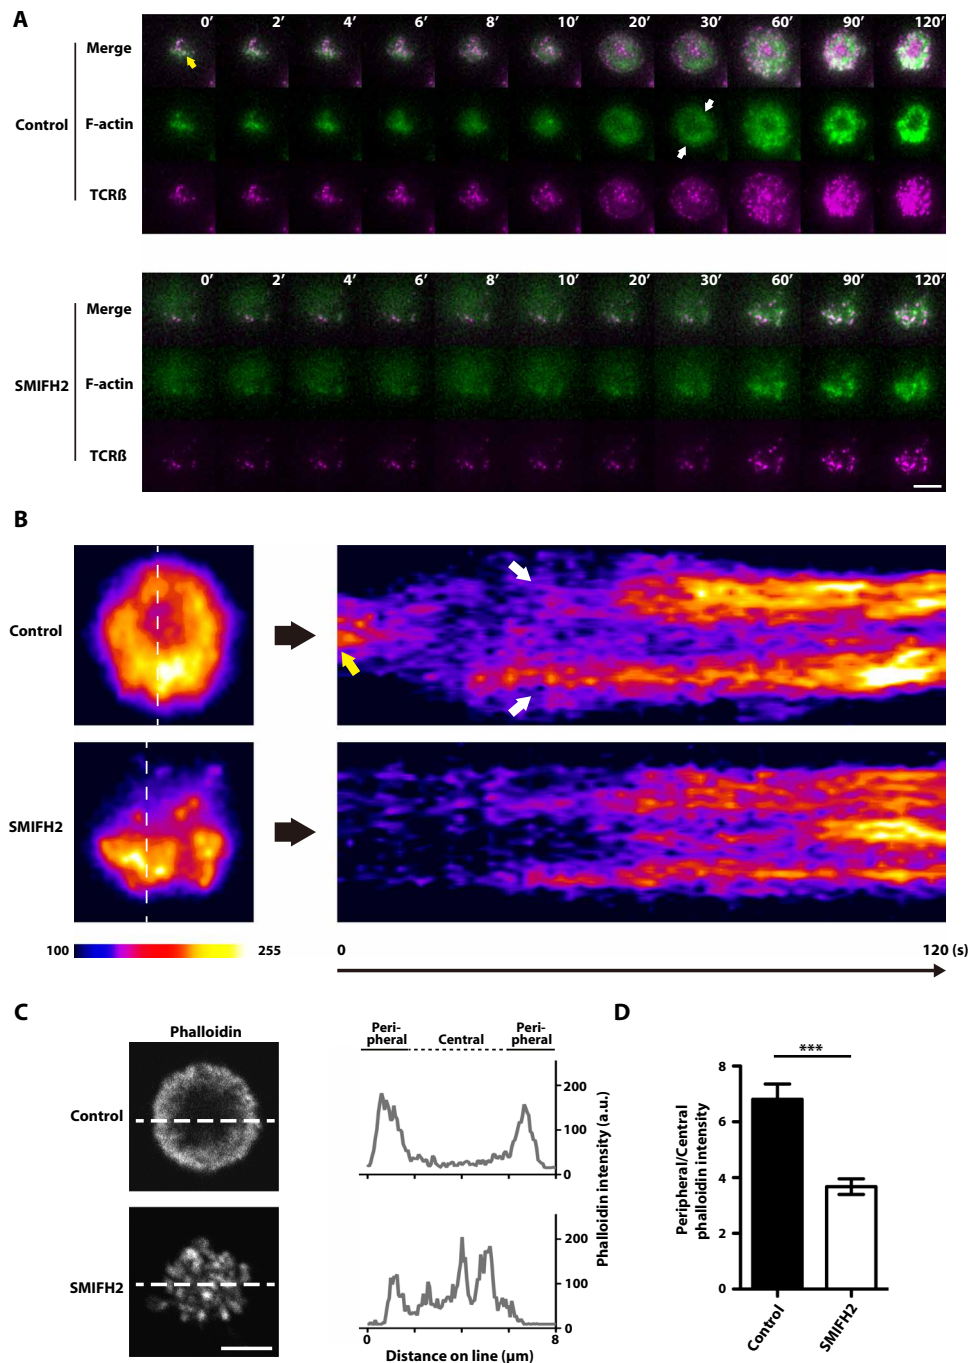 A
0′ 2′ 4′ 6′ 8′ 10′ 20′ 30′ 60′ 90′ 120′
Merge
Control
F-actin
TCRß
0′ 2′ 4′ 6′ 8′ 10′ 20′ 30′ 60′ 90′ 120′
Merge
SMIFH2
F-actin
TCRß
B
Control
SMIFH2
100 255
0 120 (s)
C
Phalloidin
Control
SMIFH2
Peri-
pheral
Central
Peri-
pheral
200
100
0
200
100
0
Phalloidin intensity (a.u.)
0 4 8
Distance on line (µm)
D
***
8
6
4
2
0
Peripheral/Central
phalloidin intensity
Control
SMIFH2